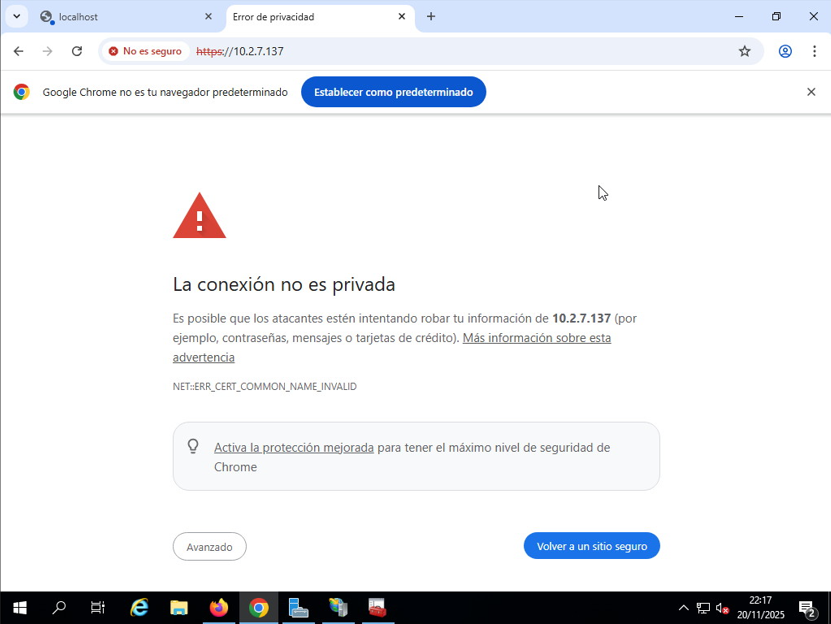 localhost
Error de privacidad
No es seguro
https://10.2.7.137
Google Chrome no es tu navegador predeterminado
Establecer como predeterminado
La conexión no es privada
Es posible que los atacantes estén intentando robar tu información de 10.2.7.137 (por
ejemplo, contraseñas, mensajes o tarjetas de crédito). Más información sobre esta
advertencia
NET::ERR_CERT_COMMON_NAME_INVALID
Activa la protección mejorada para tener el máximo nivel de seguridad de
Chrome
Avanzado
Volver a un sitio seguro
22:17
20/11/2025
2